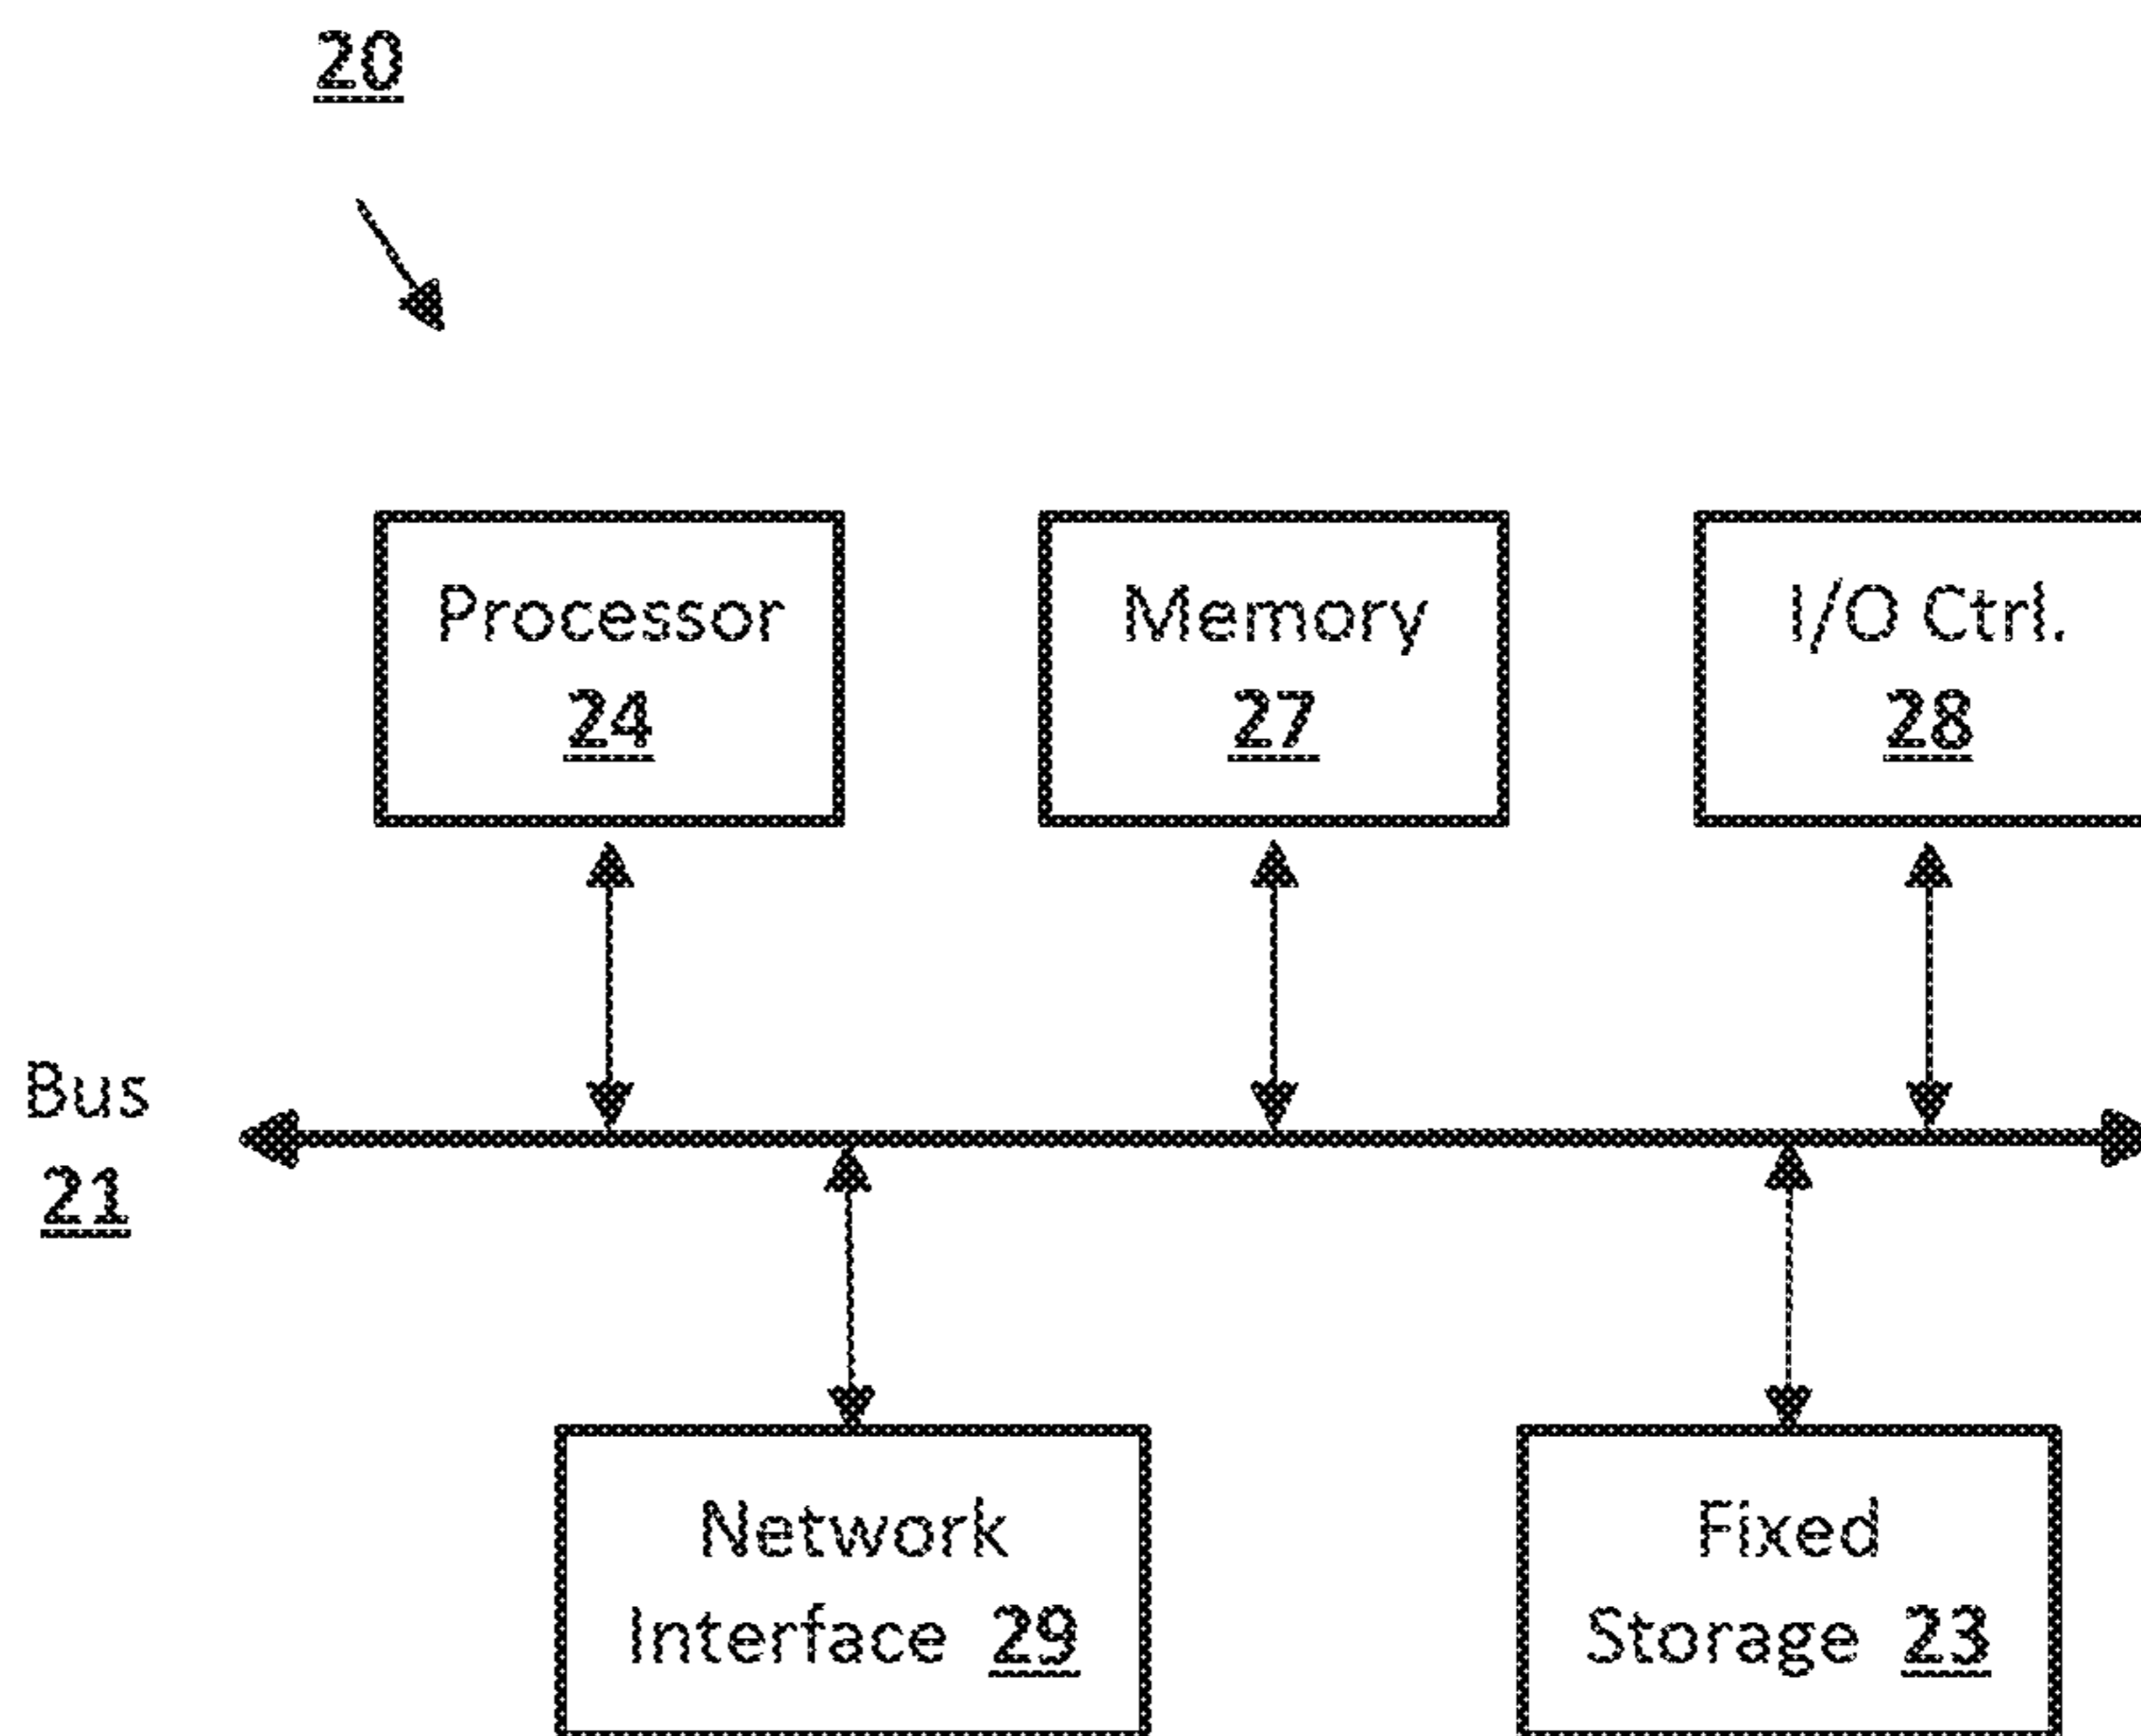 20
Processor
24
Memory
27
I/O Ctrl.
28
Bus
21
Network
Interface 29
Fixed
Storage 23